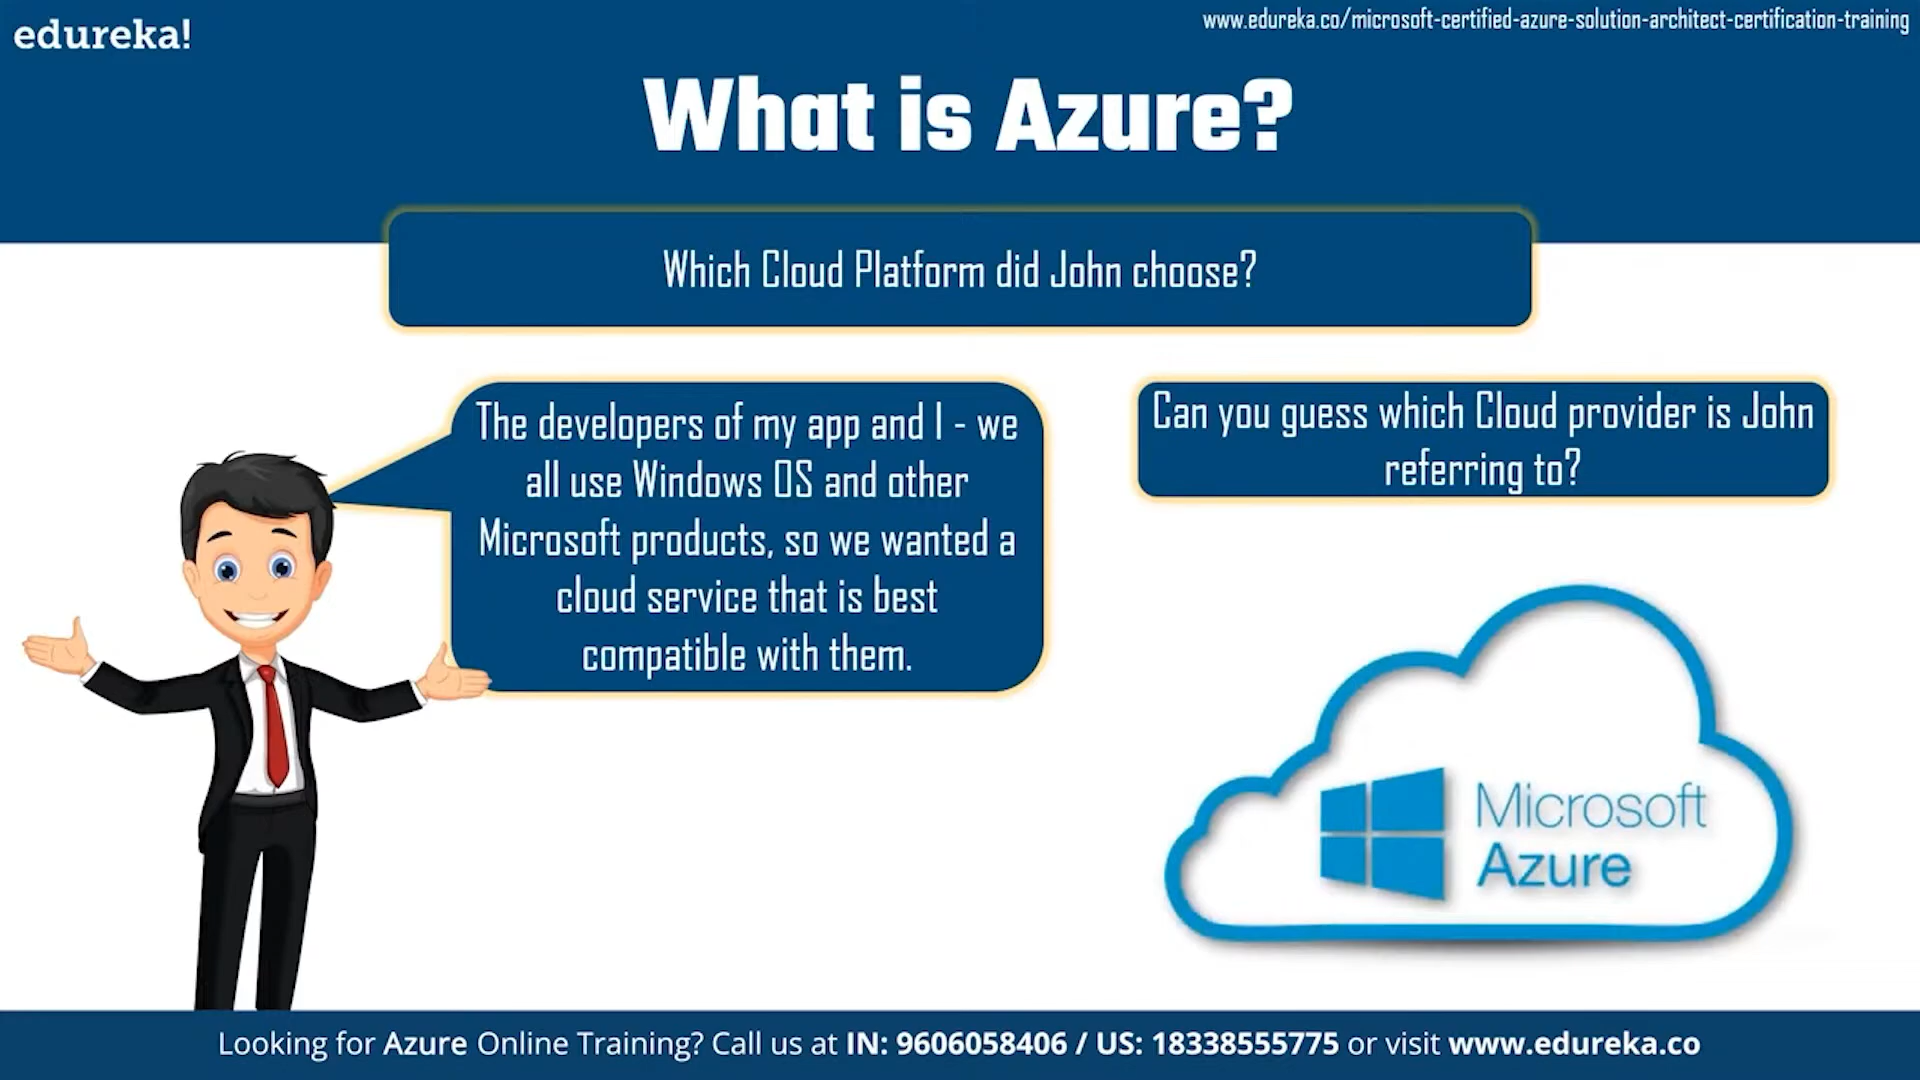 edureka!
www.edureka.co/microsoft-certified-azure-solution-architect-certification-training
What is Azure?
Which Cloud Platform did John choose?
The developers of my app and I - we
all use Windows OS and other
Microsoft products, so we wanted a
cloud service that is best
compatible with them.
Can you guess which Cloud provider is John
referring to?
Microsoft
Azure
Looking for Azure Online Training? Call us at IN: 9606058406 / US: 18338555775 or visit www.edureka.co